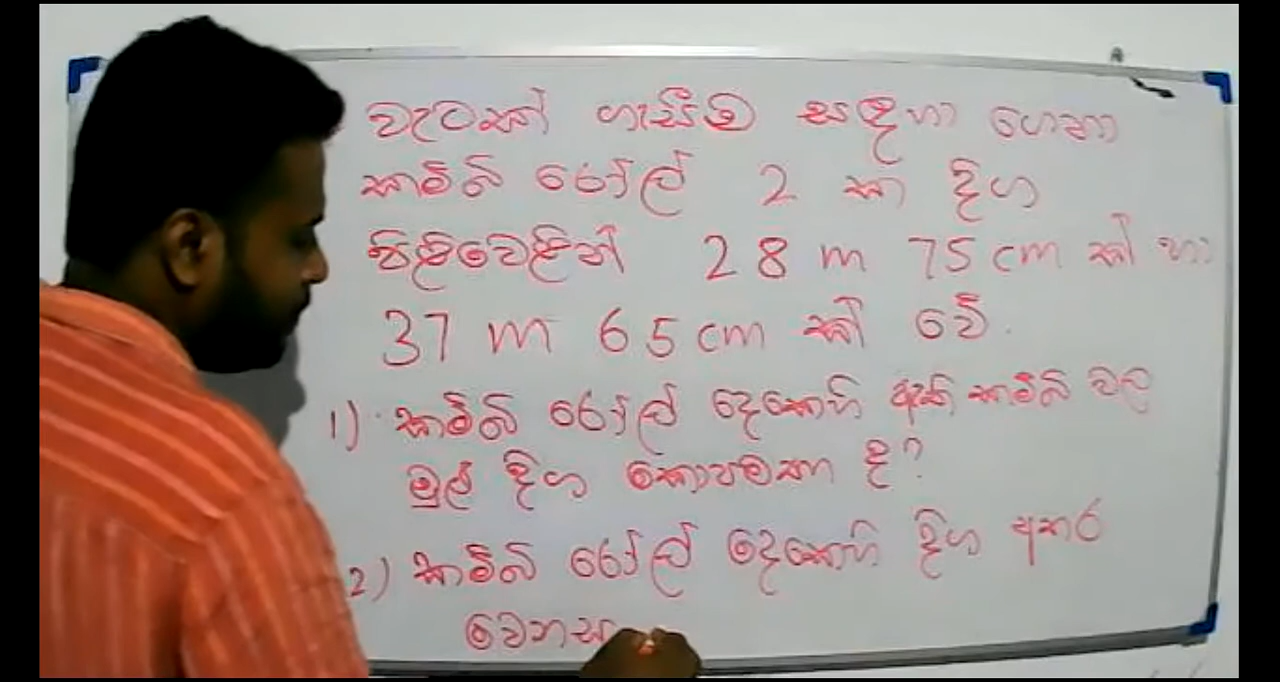 වැටක් ගැසීම සඳහා ගෙනා
කම්බි රෝල් 2 ක දිග
පිළිවෙළින් 28 m 75 cm ක් හා
37 m 65 cm ක් වේ.
1) කම්බි රෝල් දෙකෙහි ඇති කම්බි වල
මුළු දිග කොපමණ ද?
2) කම්බි රෝල් දෙකෙහි දිග අතර
වෙනස